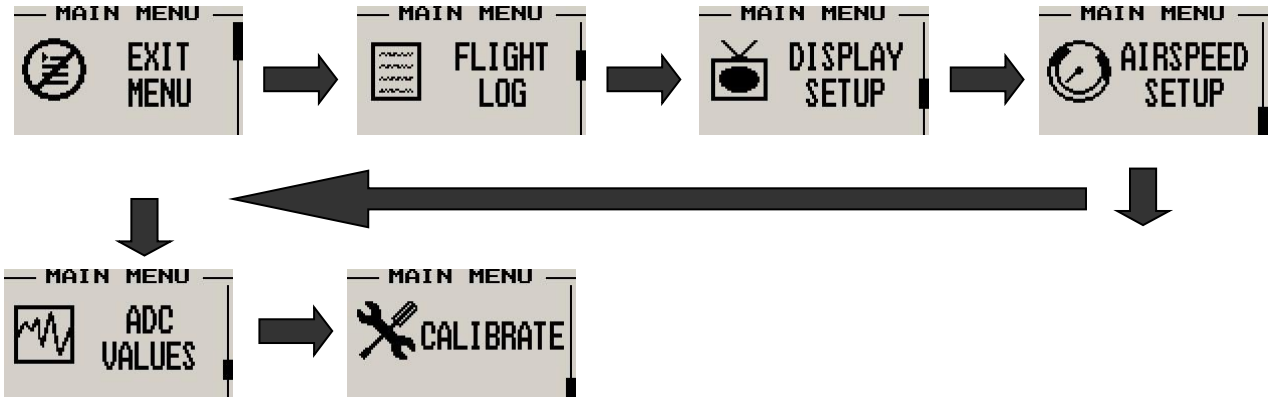 MAIN MENU
EXIT
MENU
MAIN MENU
FLIGHT
LOG
MAIN MENU
DISPLAY
SETUP
MAIN MENU
AIRSPEED
SETUP
MAIN MENU
ADC
VALUES
MAIN MENU
CALIBRATE